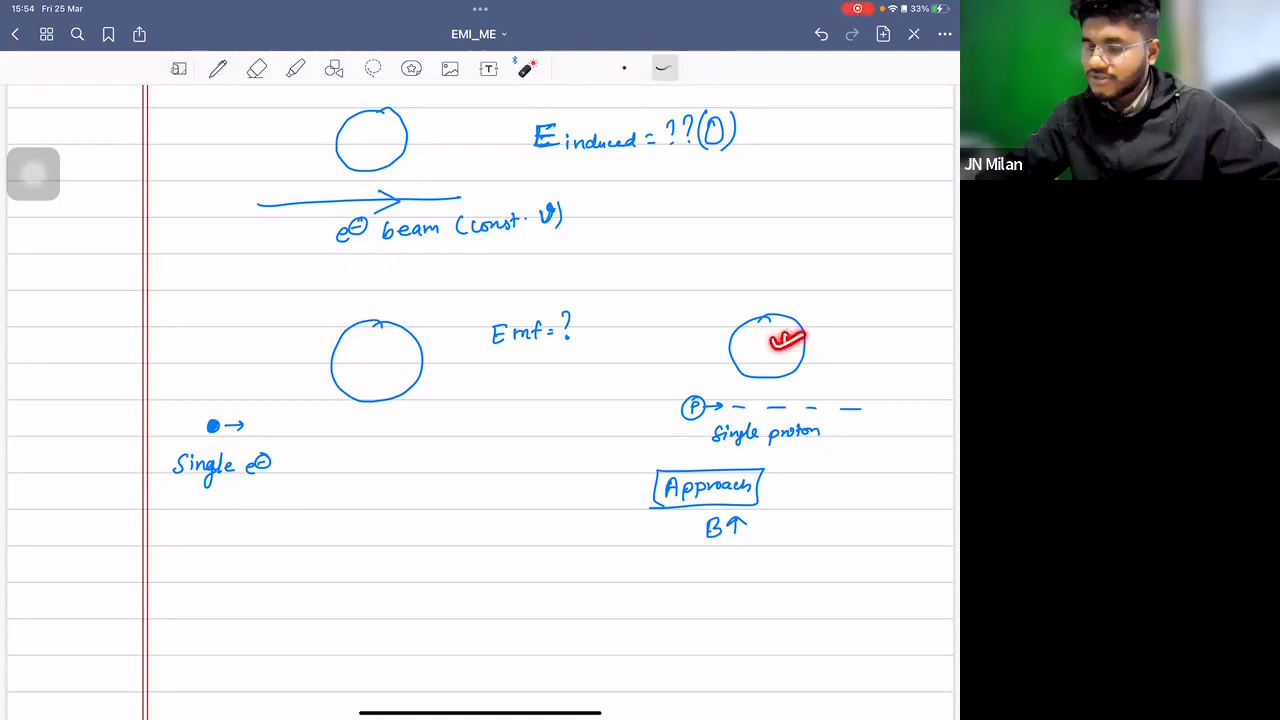 15:54 Fri 25 Mar
33%
EMI_ME
JN Milan
E induced = ??(0)
e⊖ beam (const. v)
Emf = ?
P
Single proton
Single e⊖
Approach
B↑